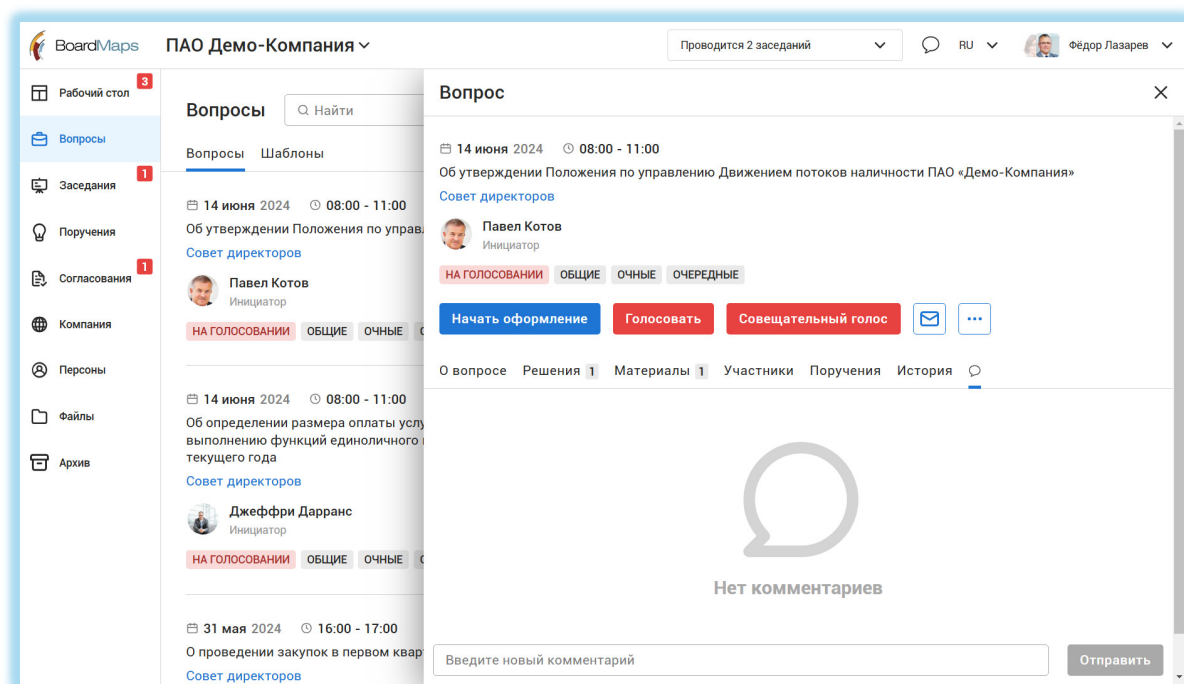 BoardMaps
ПАО Демо-Компания
Проводится 2 заседаний
RU
Фёдор Лазарев
Рабочий стол
3
Вопросы
Заседания
1
Поручения
Согласования
1
Компания
Персоны
Файлы
Архив
Вопросы
Найти
Вопросы Шаблоны
14 июня 2024 08:00 - 11:00
Об утверждении Положения по управл
Совет директоров
Павел Котов
Инициатор
НА ГОЛОСОВАНИИ ОБЩИЕ ОЧНЫЕ
14 июня 2024 08:00 - 11:00
Об определении размера оплаты услу
выполнению функций единоличного
текущего года
Совет директоров
Джеффри Дарранс
Инициатор
НА ГОЛОСОВАНИИ ОБЩИЕ ОЧНЫЕ
31 мая 2024 16:00 - 17:00
О проведении закупок в первом кварт
Совет директоров
Вопрос
14 июня 2024 08:00 - 11:00
Об утверждении Положения по управлению Движением потоков наличности ПАО «Демо-Компания»
Совет директоров
Павел Котов
Инициатор
НА ГОЛОСОВАНИИ ОБЩИЕ ОЧНЫЕ ОЧЕРЕДНЫЕ
Начать оформление Голосовать Совещательный голос
О вопросе Решения 1 Материалы 1 Участники Поручения История
Нет комментариев
Введите новый комментарий
Отправить